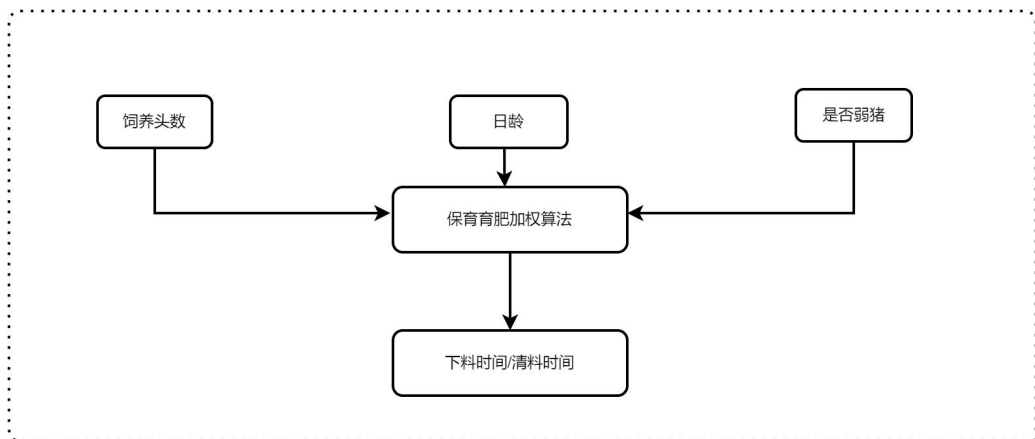 饲养头数
日龄
是否弱猪
保育育肥加权算法
下料时间/清料时间